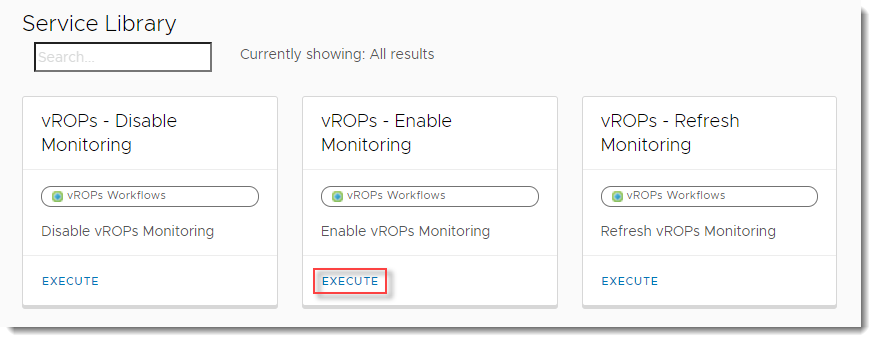 Service Library
Search...
Currently showing: All results
vROPs - Disable
Monitoring
vROPs Workflows
Disable vROPs Monitoring
EXECUTE
vROPs - Enable
Monitoring
vROPs Workflows
Enable vROPs Monitoring
EXECUTE
vROPs - Refresh
Monitoring
vROPs Workflows
Refresh vROPs Monitoring
EXECUTE